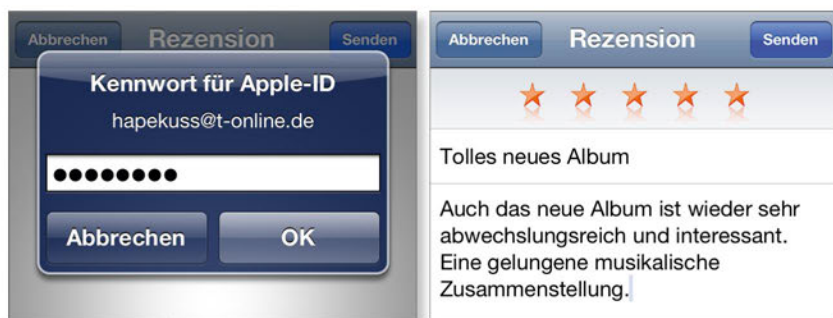 Abbrechen Rezension Senden
Kennwort für Apple-ID
hapekuss@t-online.de
●●●●●●●●
Abbrechen OK
Abbrechen Rezension Senden
Tolles neues Album
Auch das neue Album ist wieder sehr
abwechslungsreich und interessant.
Eine gelungene musikalische
Zusammenstellung.